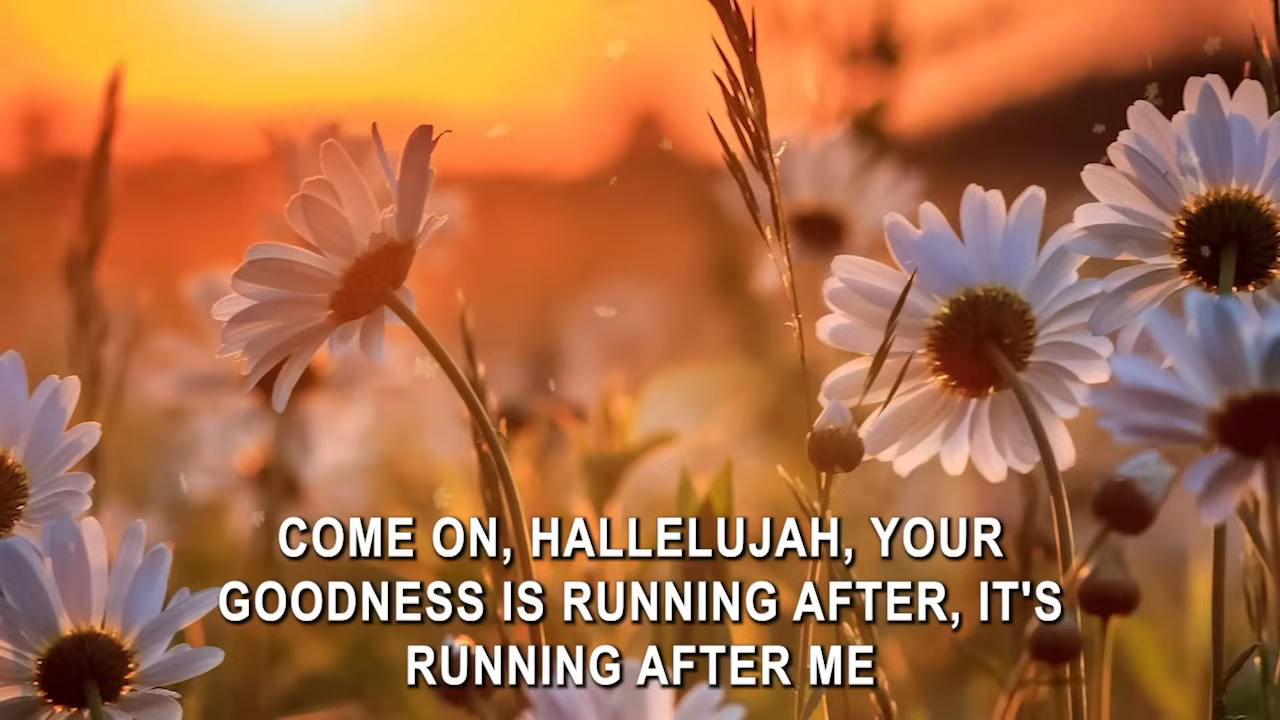 COME ON, HALLELUJAH, YOUR
GOODNESS IS RUNNING AFTER, IT'S
RUNNING AFTER ME